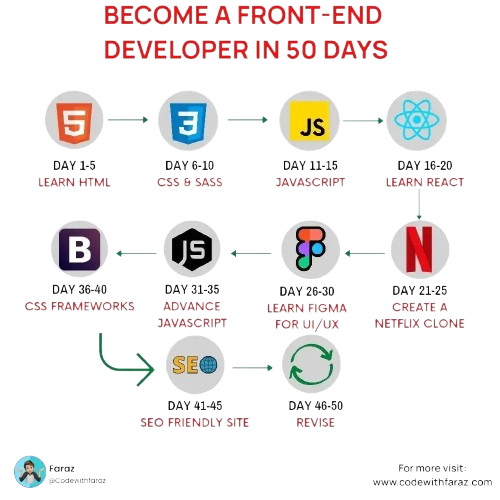 BECOME A FRONT-END
DEVELOPER IN 50 DAYS
5
3
JS
DAY 1-5
DAY 6-10
DAY 11-15
DAY 16-20
LEARN HTML
CSS & SASS
JAVASCRIPT
LEARN REACT
B
JS
N
DAY 36-40
DAY 31-35
DAY 26-30
DAY 21-25
CSS FRAMEWORKS
ADVANCE
JAVASCRIPT
LEARN FIGMA
FOR UI/UX
CREATE A
NETFLIX CLONE
SEO
DAY 41-45
DAY 46-50
SEO FRIENDLY SITE
REVISE
Faraz
@Codewithfaraz
For more visit:
www.codewithfaraz.com